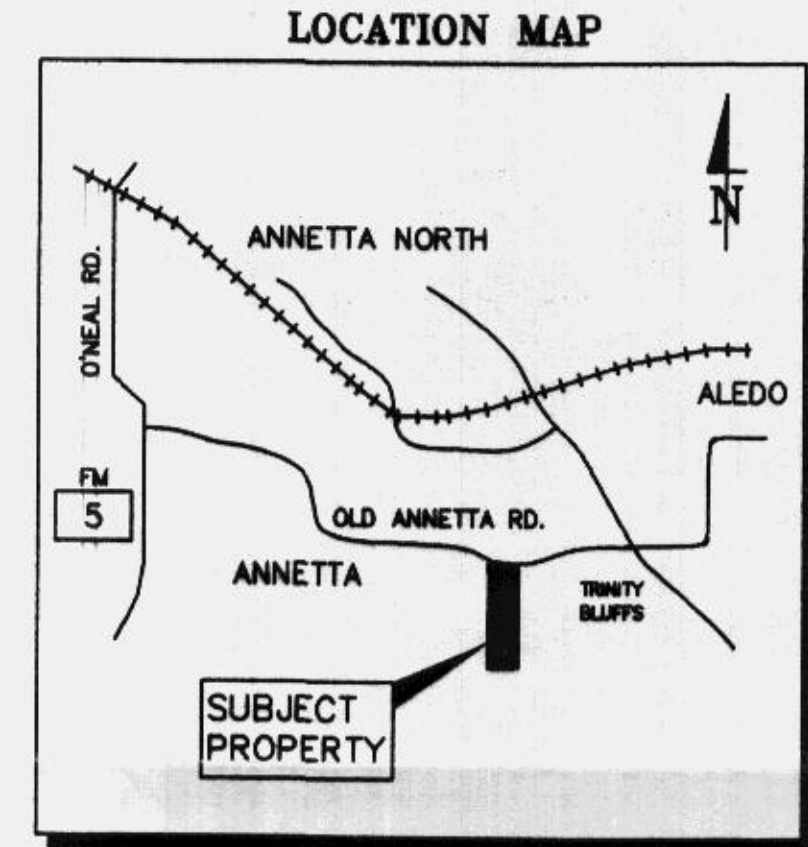 LOCATION MAP
N
ANNETTA NORTH
O'NEAL RD.
ALEDO
FM
5
OLD ANNETTA RD.
ANNETTA
TRINITY
BLUFFS
SUBJECT
PROPERTY